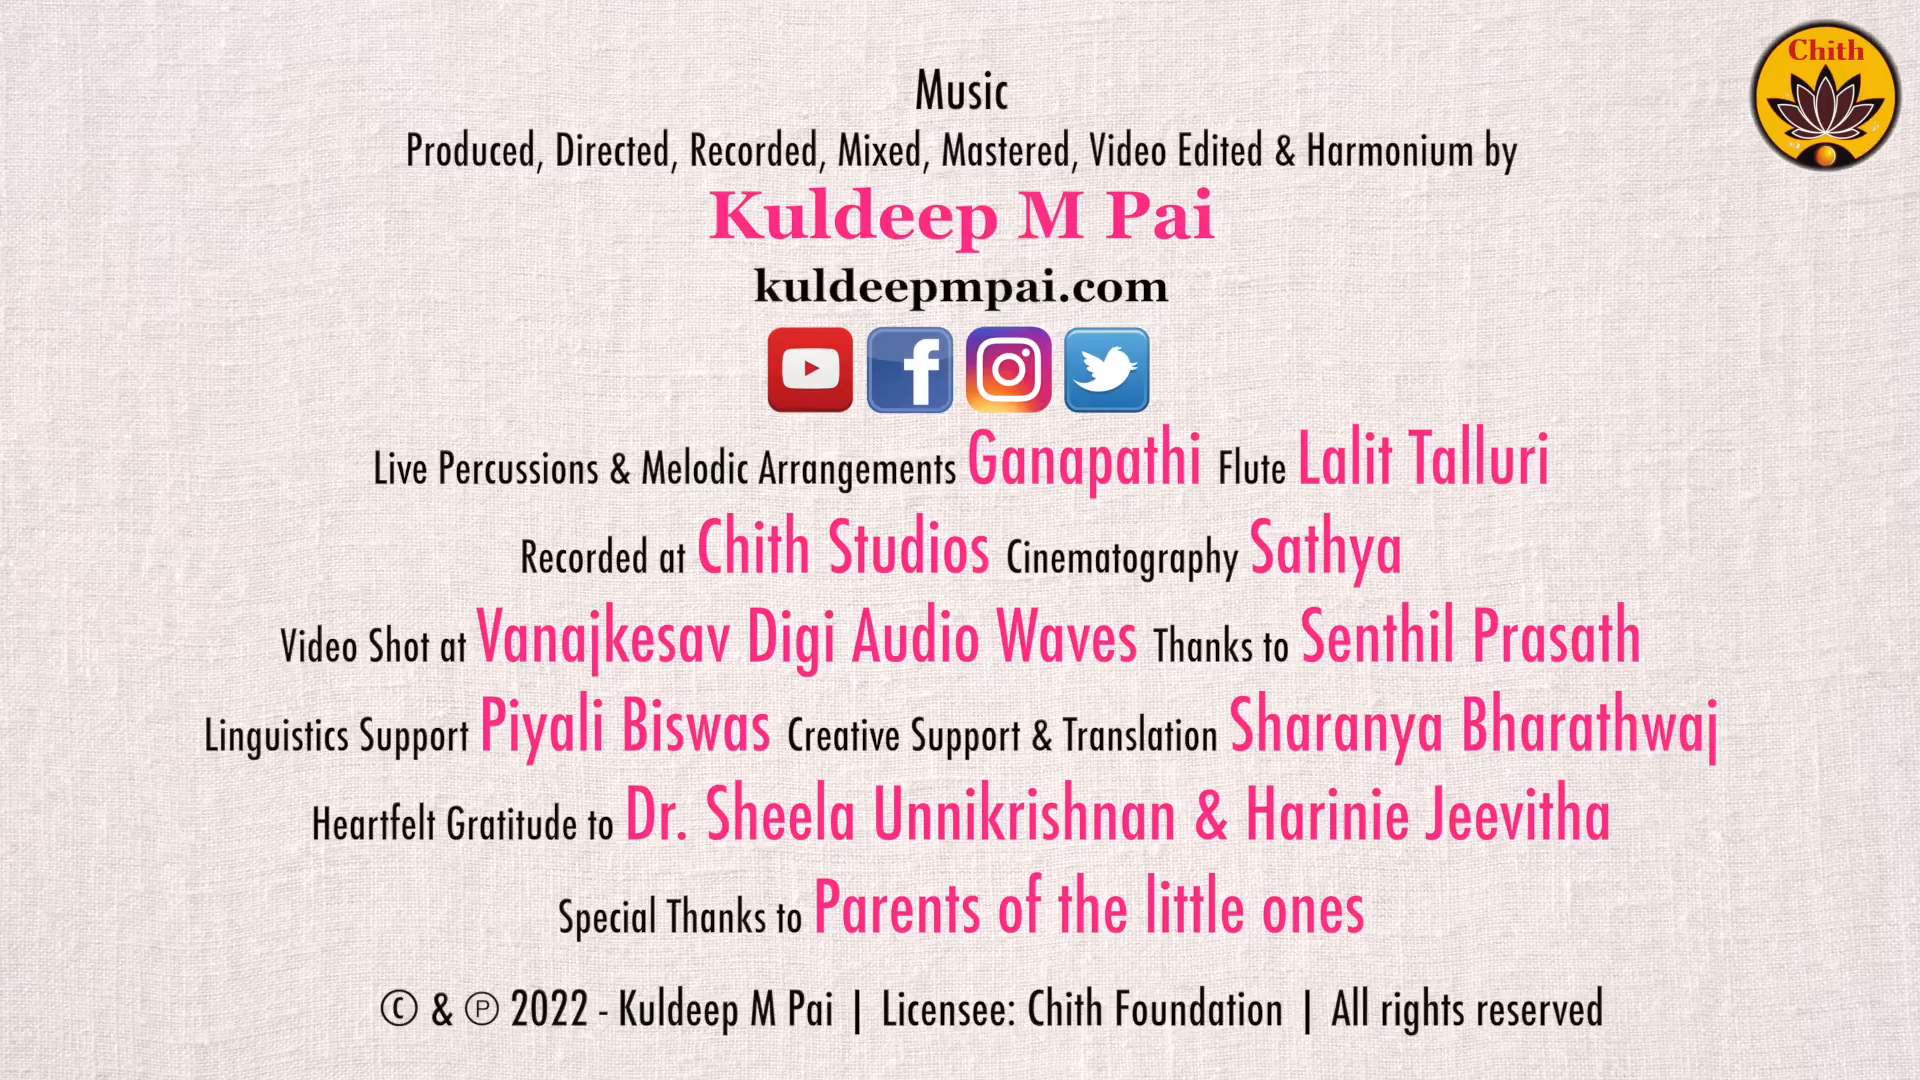 Chith
Music
Produced, Directed, Recorded, Mixed, Mastered, Video Edited & Harmonium by
Kuldeep M Pai
kuldeepmpai.com
Live Percussions & Melodic Arrangements Ganapathi Flute Lalit Talluri
Recorded at Chith Studios Cinematography Sathya
Video Shot at Vanajkesav Digi Audio Waves Thanks to Senthil Prasath
Linguistics Support Piyali Biswas Creative Support & Translation Sharanya Bharathwaj
Heartfelt Gratitude to Dr. Sheela Unnikrishnan & Harinie Jeevitha
Special Thanks to Parents of the little ones
© & ℗ 2022 - Kuldeep M Pai | Licensee: Chith Foundation | All rights reserved